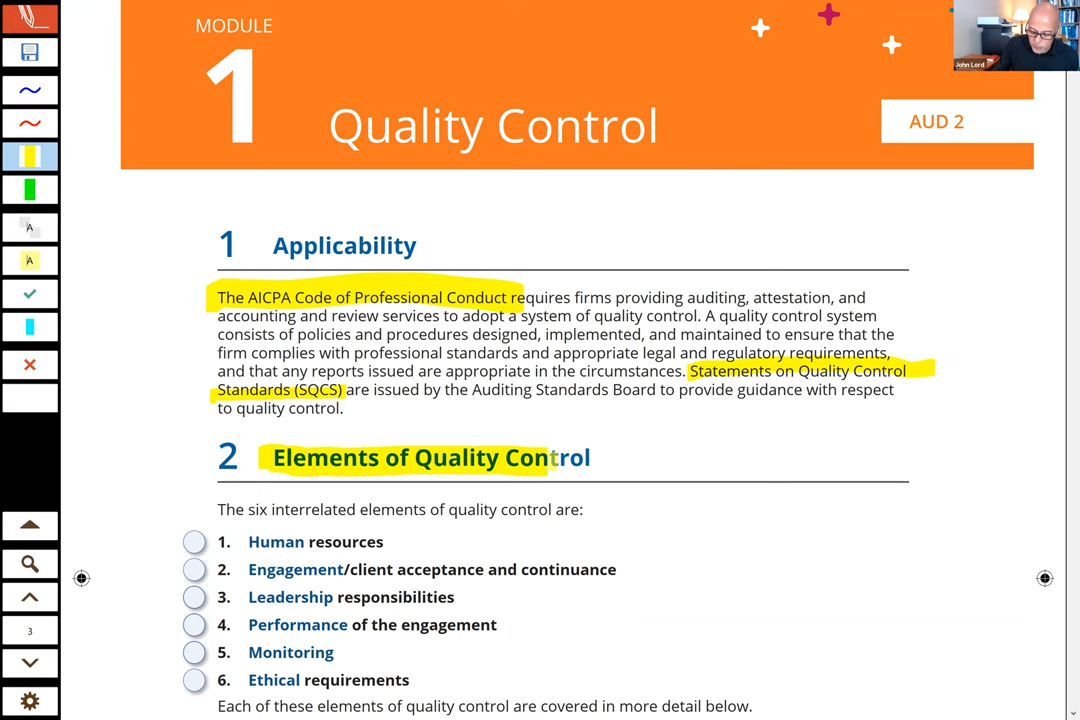 MODULE
1
Quality Control
AUD 2
John Lord
1 Applicability
The AICPA Code of Professional Conduct requires firms providing auditing, attestation, and
accounting and review services to adopt a system of quality control. A quality control system
consists of policies and procedures designed, implemented, and maintained to ensure that the
firm complies with professional standards and appropriate legal and regulatory requirements,
and that any reports issued are appropriate in the circumstances. Statements on Quality Control
Standards (SQCS) are issued by the Auditing Standards Board to provide guidance with respect
to quality control.
2 Elements of Quality Control
The six interrelated elements of quality control are:
1. Human resources
2. Engagement/client acceptance and continuance
3. Leadership responsibilities
4. Performance of the engagement
5. Monitoring
6. Ethical requirements
Each of these elements of quality control are covered in more detail below.
A
A
3